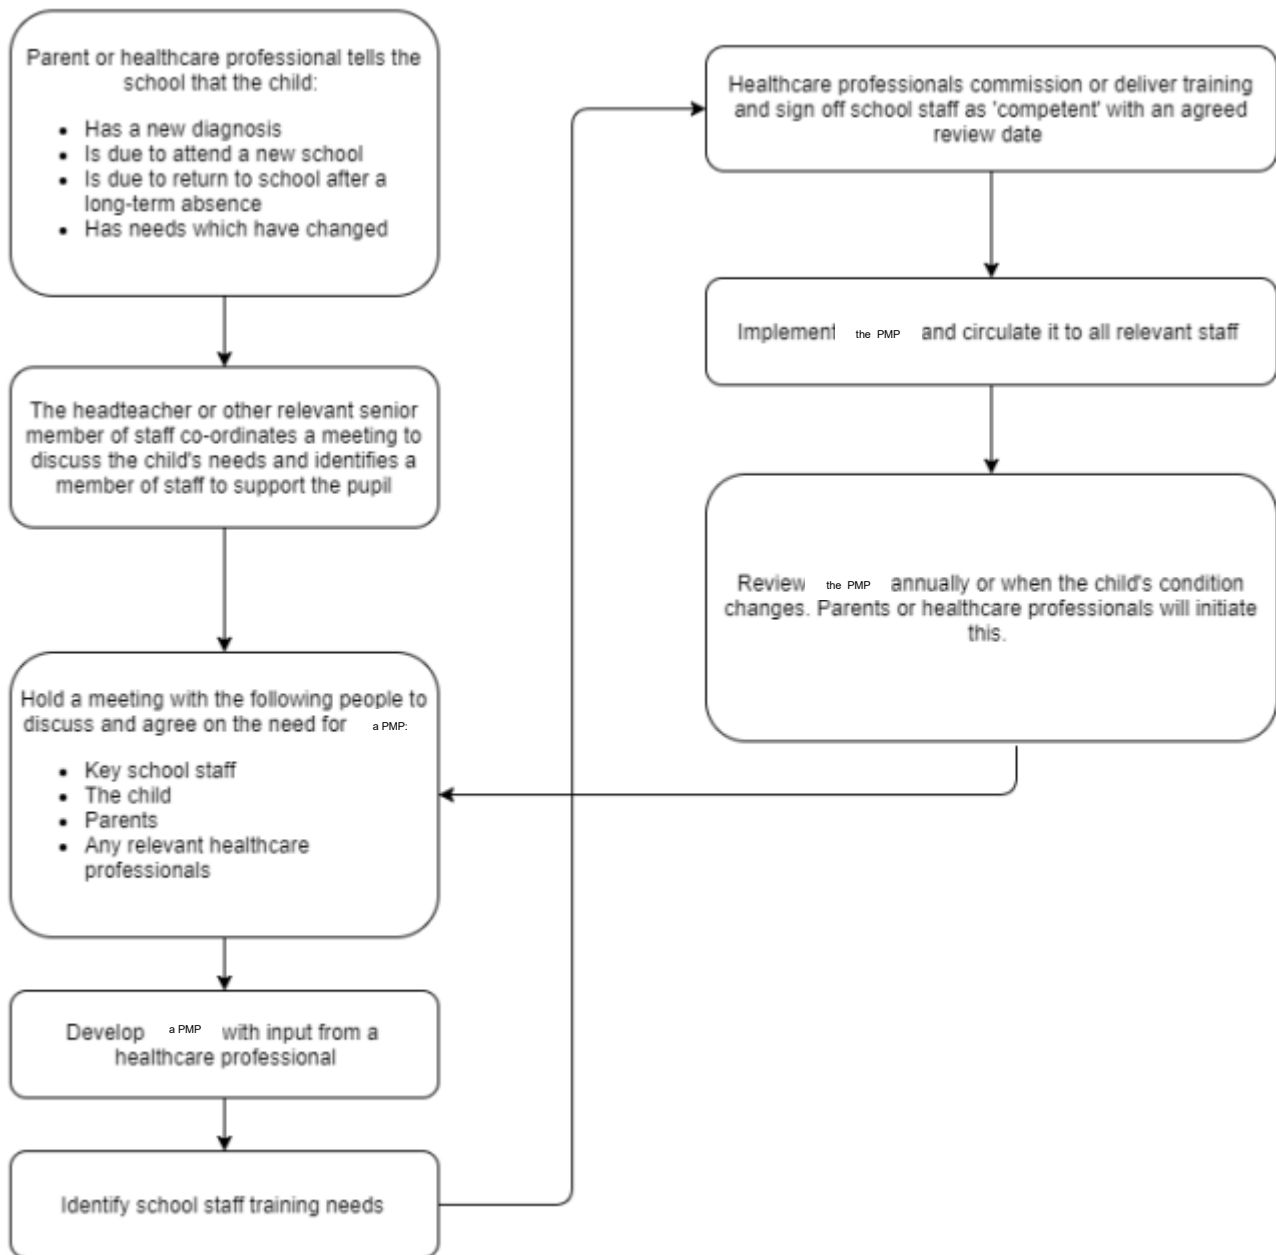 Parent or healthcare professional tells the
school that the child:
• Has a new diagnosis
• Is due to attend a new school
• Is due to return to school after a
long-term absence
• Has needs which have changed
The headteacher or other relevant senior
member of staff co-ordinates a meeting to
discuss the child's needs and identifies a
member of staff to support the pupil
Hold a meeting with the following people to
discuss and agree on the need for a PMP:
• Key school staff
• The child
• Parents
• Any relevant healthcare
professionals
Develop a PMP with input from a
healthcare professional
Identify school staff training needs
Healthcare professionals commission or deliver training
and sign off school staff as 'competent' with an agreed
review date
Implement the PMP and circulate it to all relevant staff
Review the PMP annually or when the child's condition
changes. Parents or healthcare professionals will initiate
this.